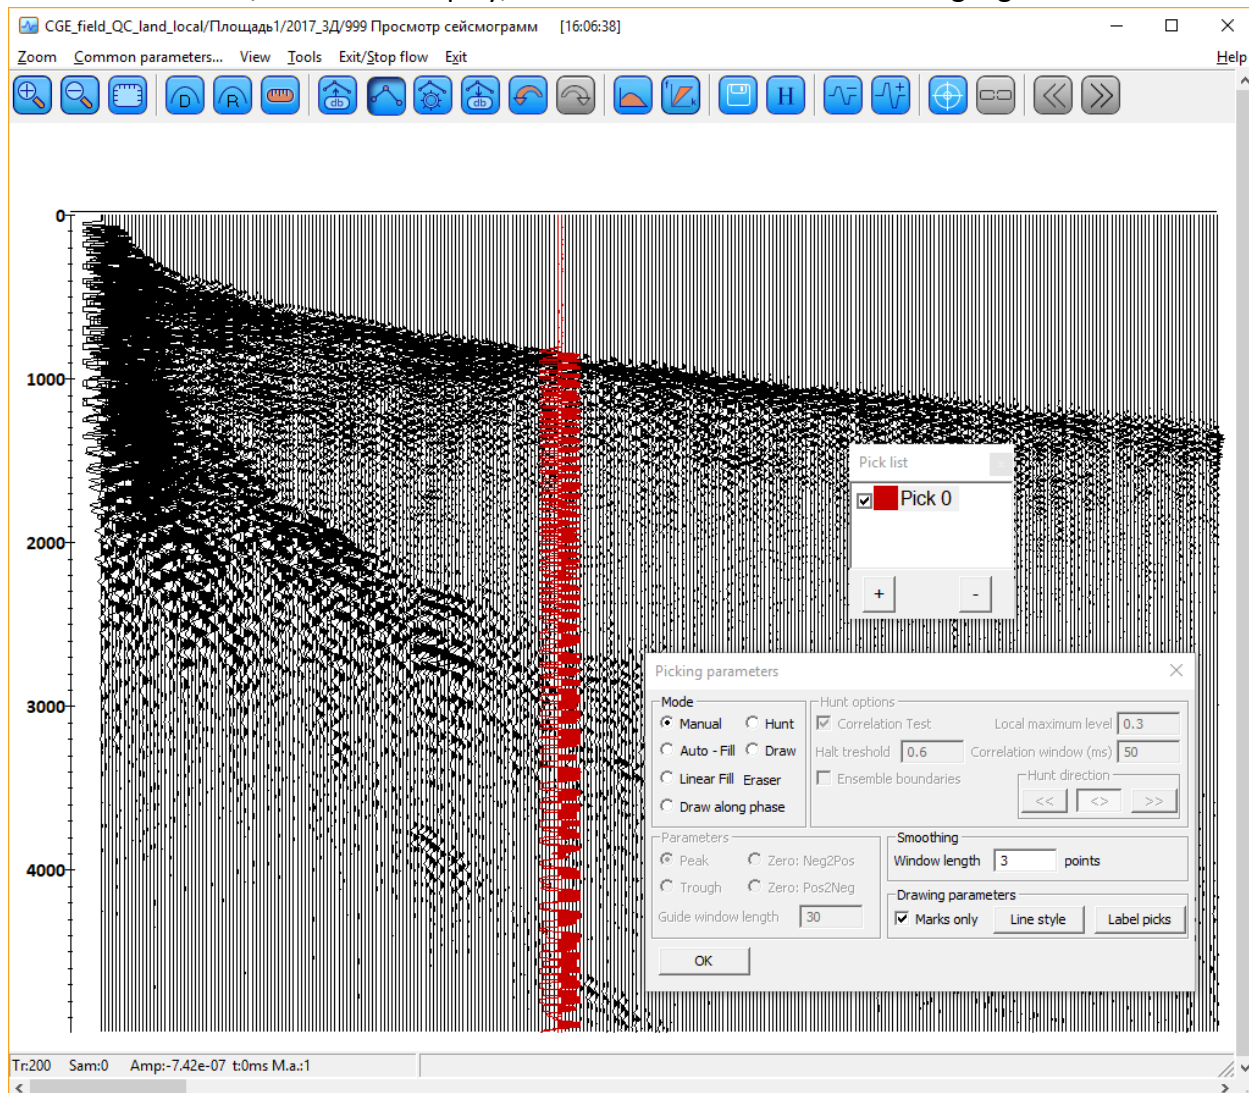 CGE_field_QC_land_local/Площадь1/2017_3Д/999 Просмотр сейсмограмм [16:06:38]
Zoom Common parameters... View Tools Exit/Stop flow Exit Help
D R db db f k H
0
1000
2000
3000
4000
Pick list
Pick 0
+ -
Picking parameters
Mode
Manual Hunt
Auto - Fill Draw
Linear Fill Eraser
Draw along phase
Hunt options
Correlation Test Local maximum level 0.3
Halt treshold 0.6 Correlation window (ms) 50
Ensemble boundaries
Hunt direction
<< <> >>
Parameters
Peak Zero: Neg2Pos
Trough Zero: Pos2Neg
Guide window length 30
Smoothing
Window length 3 points
Drawing parameters
Marks only Line style Label picks
OK
Tr:200 Sam:0 Amp:-7.42e-07 t:0ms M.a.:1